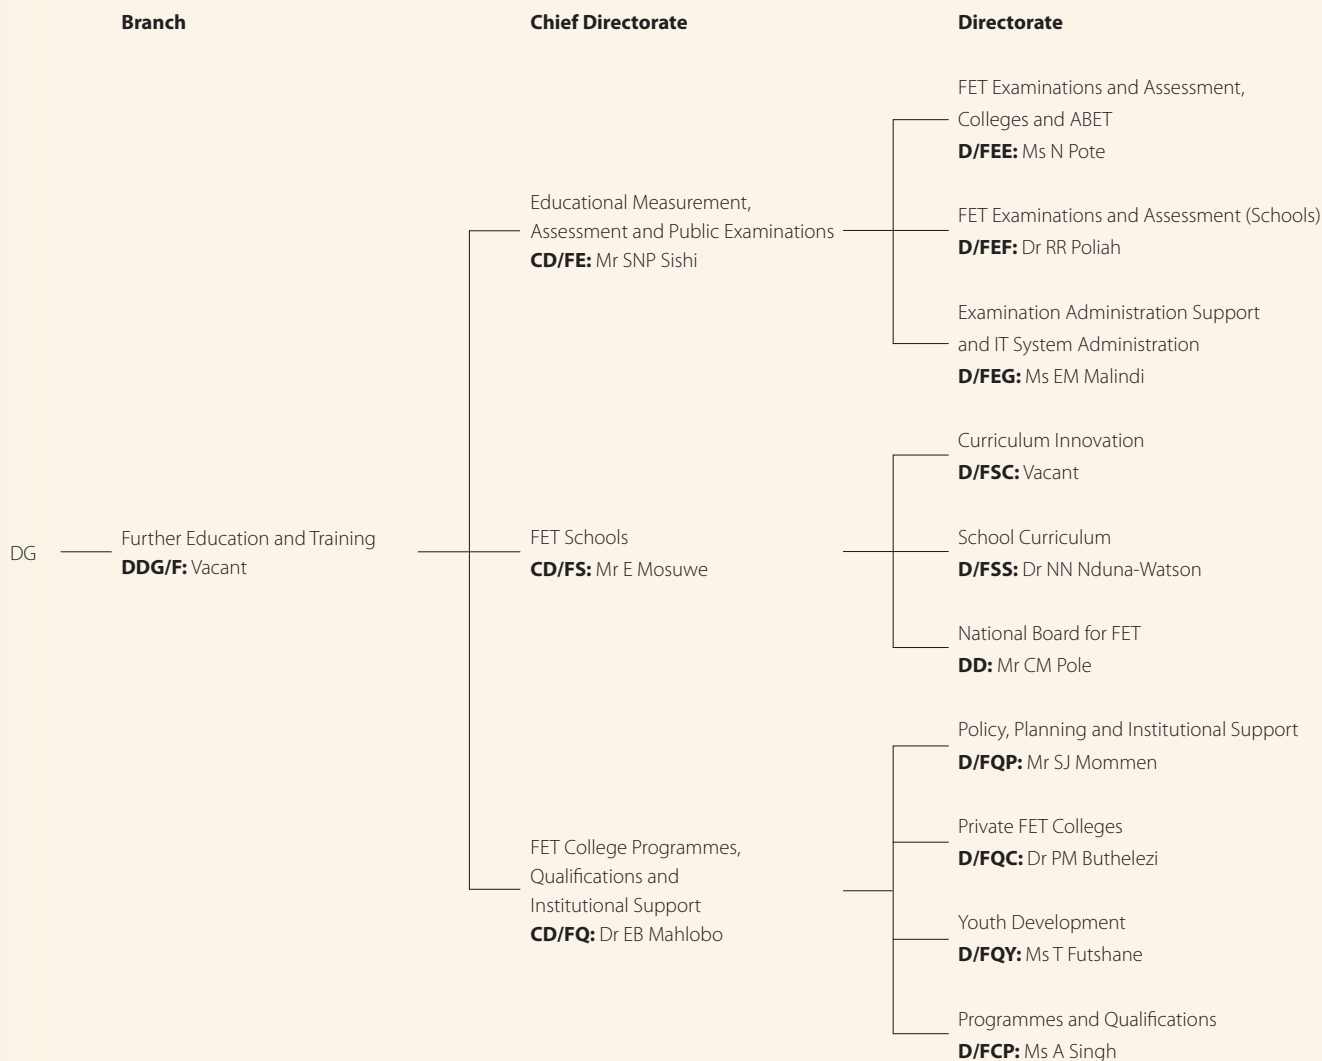 Branch
Chief Directorate
Directorate
DG
Further Education and Training
DDG/F: Vacant
Educational Measurement,
Assessment and Public Examinations
CD/FE: Mr SNP Sishi
FET Examinations and Assessment,
Colleges and ABET
D/FEE: Ms N Pote
FET Examinations and Assessment (Schools)
D/FEF: Dr RR Poliah
Examination Administration Support
and IT System Administration
D/FEG: Ms EM Malindi
FET Schools
CD/FS: Mr E Mosuwe
Curriculum Innovation
D/FSC: Vacant
School Curriculum
D/FSS: Dr NN Nduna-Watson
National Board for FET
DD: Mr CM Pole
FET College Programmes,
Qualifications and
Institutional Support
CD/FQ: Dr EB Mahlobo
Policy, Planning and Institutional Support
D/FQP: Mr SJ Mommen
Private FET Colleges
D/FQC: Dr PM Buthelezi
Youth Development
D/FQY: Ms T Futshane
Programmes and Qualifications
D/FCP: Ms A Singh